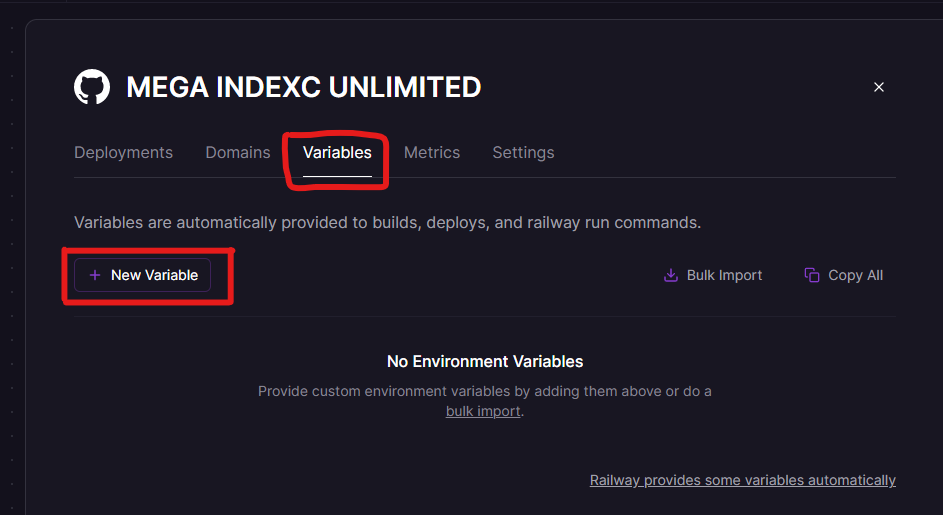 MEGA INDEXC UNLIMITED
Deployments Domains Variables Metrics Settings
Variables are automatically provided to builds, deploys, and railway run commands.
New Variable Bulk Import Copy All
No Environment Variables
Provide custom environment variables by adding them above or do a
bulk import.
Railway provides some variables automatically